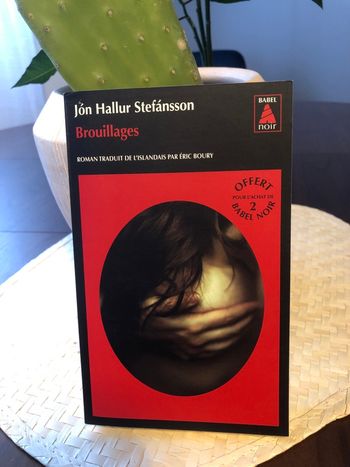 Jón Hallur Stefánsson
Brouillages
ROMAN TRADUIT DE L'ISLANDAIS PAR ÉRIC BOURY
BABEL
noir
OFFERT
POUR L'ACHAT DE
2
BABEL NOIR